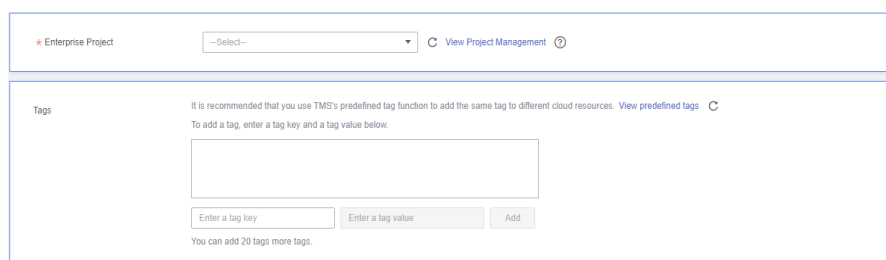 * Enterprise Project --Select-- View Project Management ?
Tags It is recommended that you use TMS's predefined tag function to add the same tag to different cloud resources. View predefined tags
To add a tag, enter a tag key and a tag value below.
Enter a tag key Enter a tag value Add
You can add 20 tags more tags.